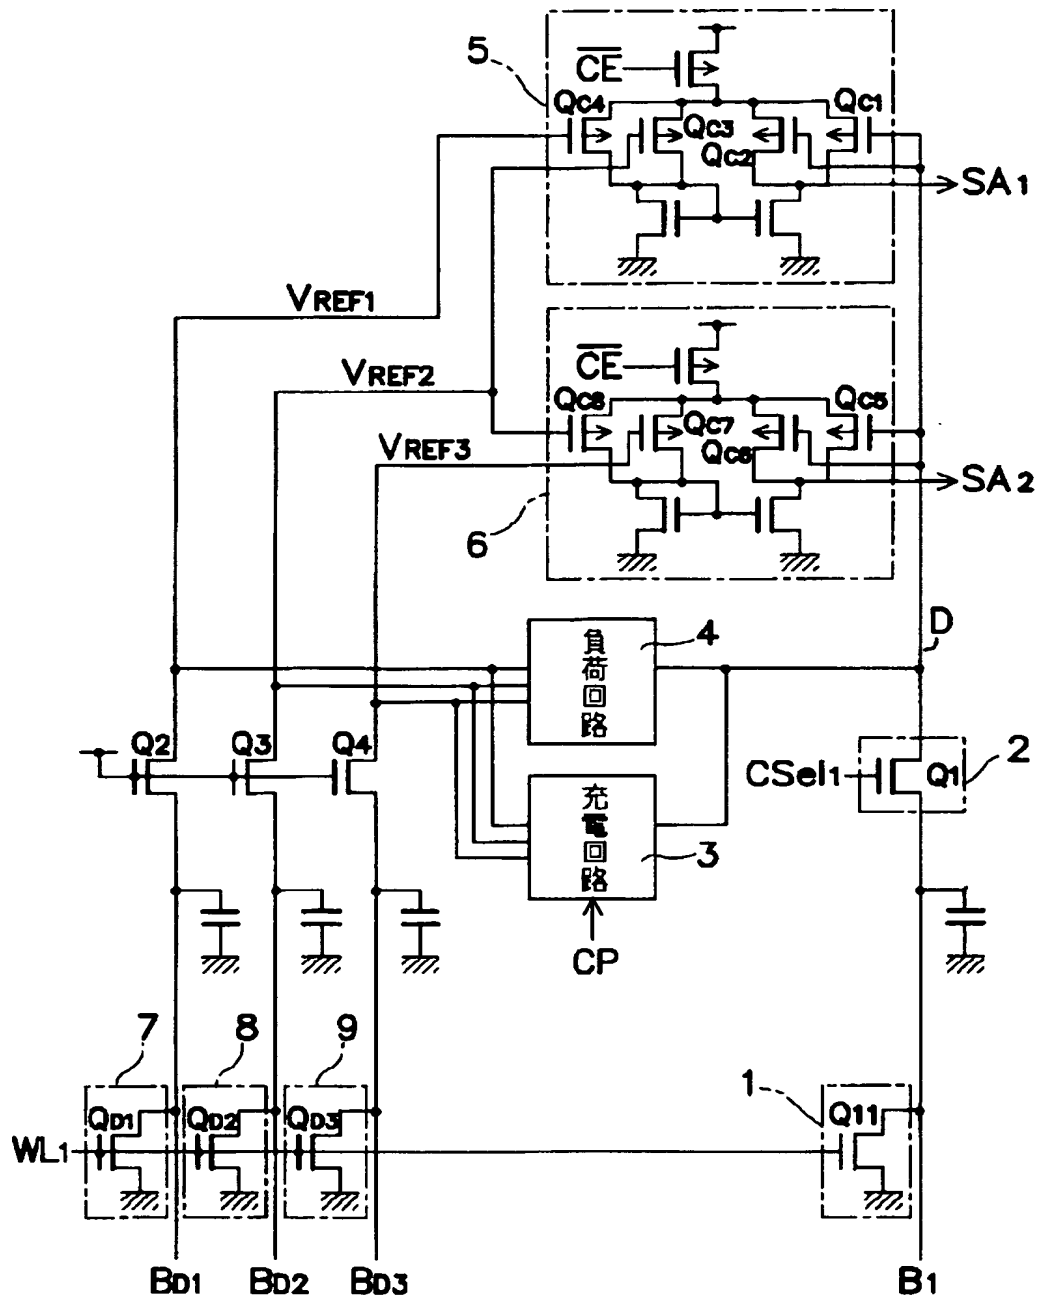 5
CE
QC4
QC1
QC3
QC2
SA1
VREF1
VREF2
VREF3
CE
QC8
QC5
QC7
QC6
SA2
6
D
負荷回路
4
Q2
Q3
Q4
CSel1
Q1
2
充電回路
3
CP
7
8
9
1
QD1
QD2
QD3
Q11
WL1
BD1
BD2
BD3
B1